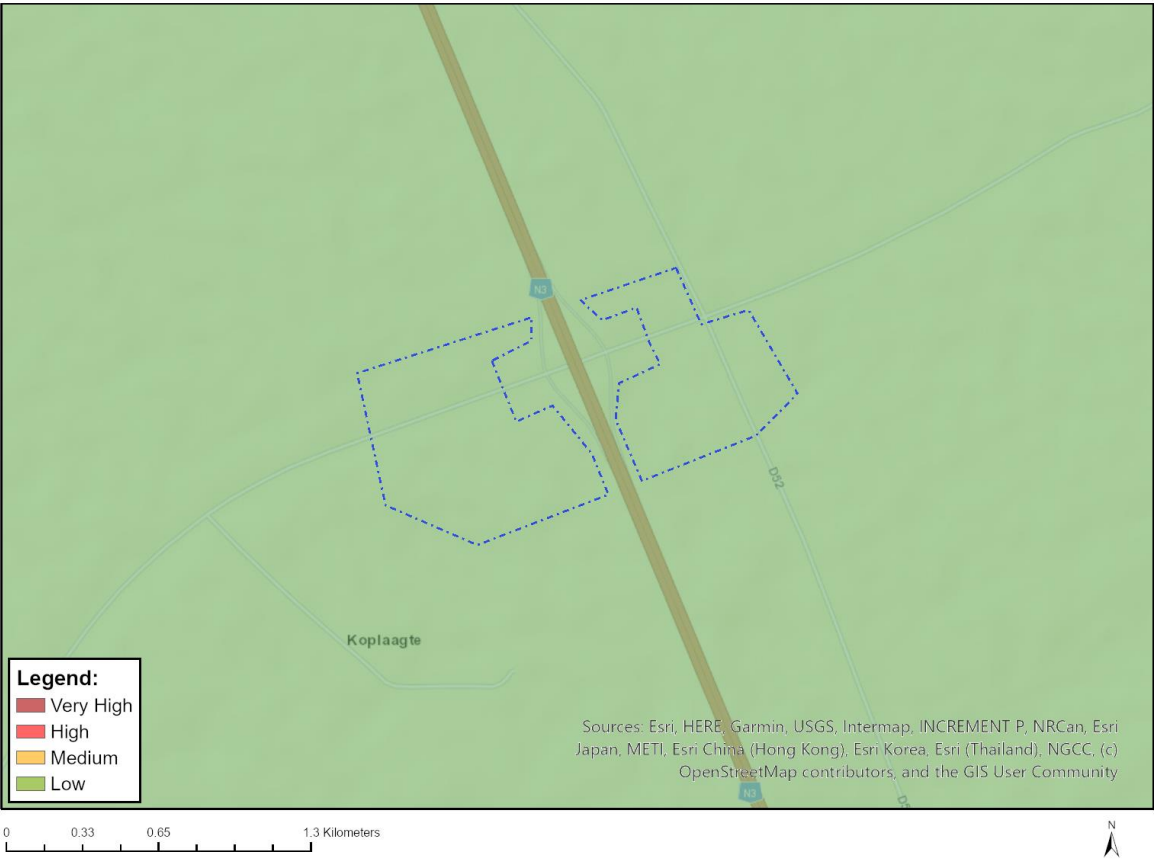 N3
D52
Koplaagte
Legend:
Very High
High
Medium
Low
Sources: Esri, HERE, Garmin, USGS, Intermap, INCREMENT P, NRCan, Esri
Japan, METI, Esri China (Hong Kong), Esri Korea, Esri (Thailand), NGCC, (c)
OpenStreetMap contributors, and the GIS User Community
N3
0 0.33 0.65 1.3 Kilometers
N